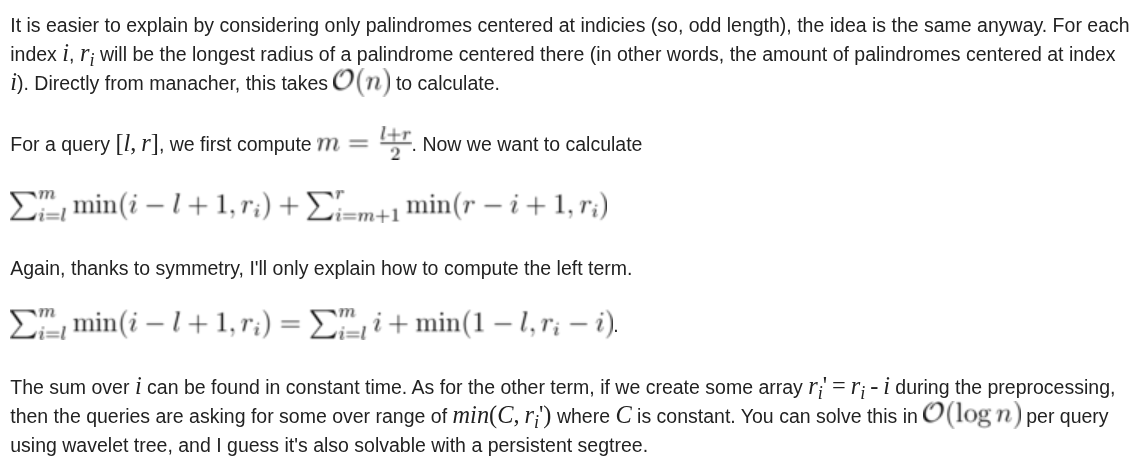 It is easier to explain by considering only palindromes centered at indicies (so, odd length), the idea is the same anyway. For each
index i, r_i will be the longest radius of a palindrome centered there (in other words, the amount of palindromes centered at index
i). Directly from manacher, this takes 𝒪(n) to calculate.
For a query [l, r], we first compute m = \frac{l+r}{2}. Now we want to calculate
\sum_{i=l}^{m} min(i − l + 1, r_i) + \sum_{i=m+1}^{r} min(r − i + 1, r_i)
Again, thanks to symmetry, I'll only explain how to compute the left term.
\sum_{i=l}^{m} min(i − l + 1, r_i) = \sum_{i=l}^{m} i + min(1 − l, r_i − i).
The sum over i can be found in constant time. As for the other term, if we create some array r_i' = r_i - i during the preprocessing,
then the queries are asking for some over range of min(C, r_i') where C is constant. You can solve this in 𝒪(log n) per query
using wavelet tree, and I guess it's also solvable with a persistent segtree.